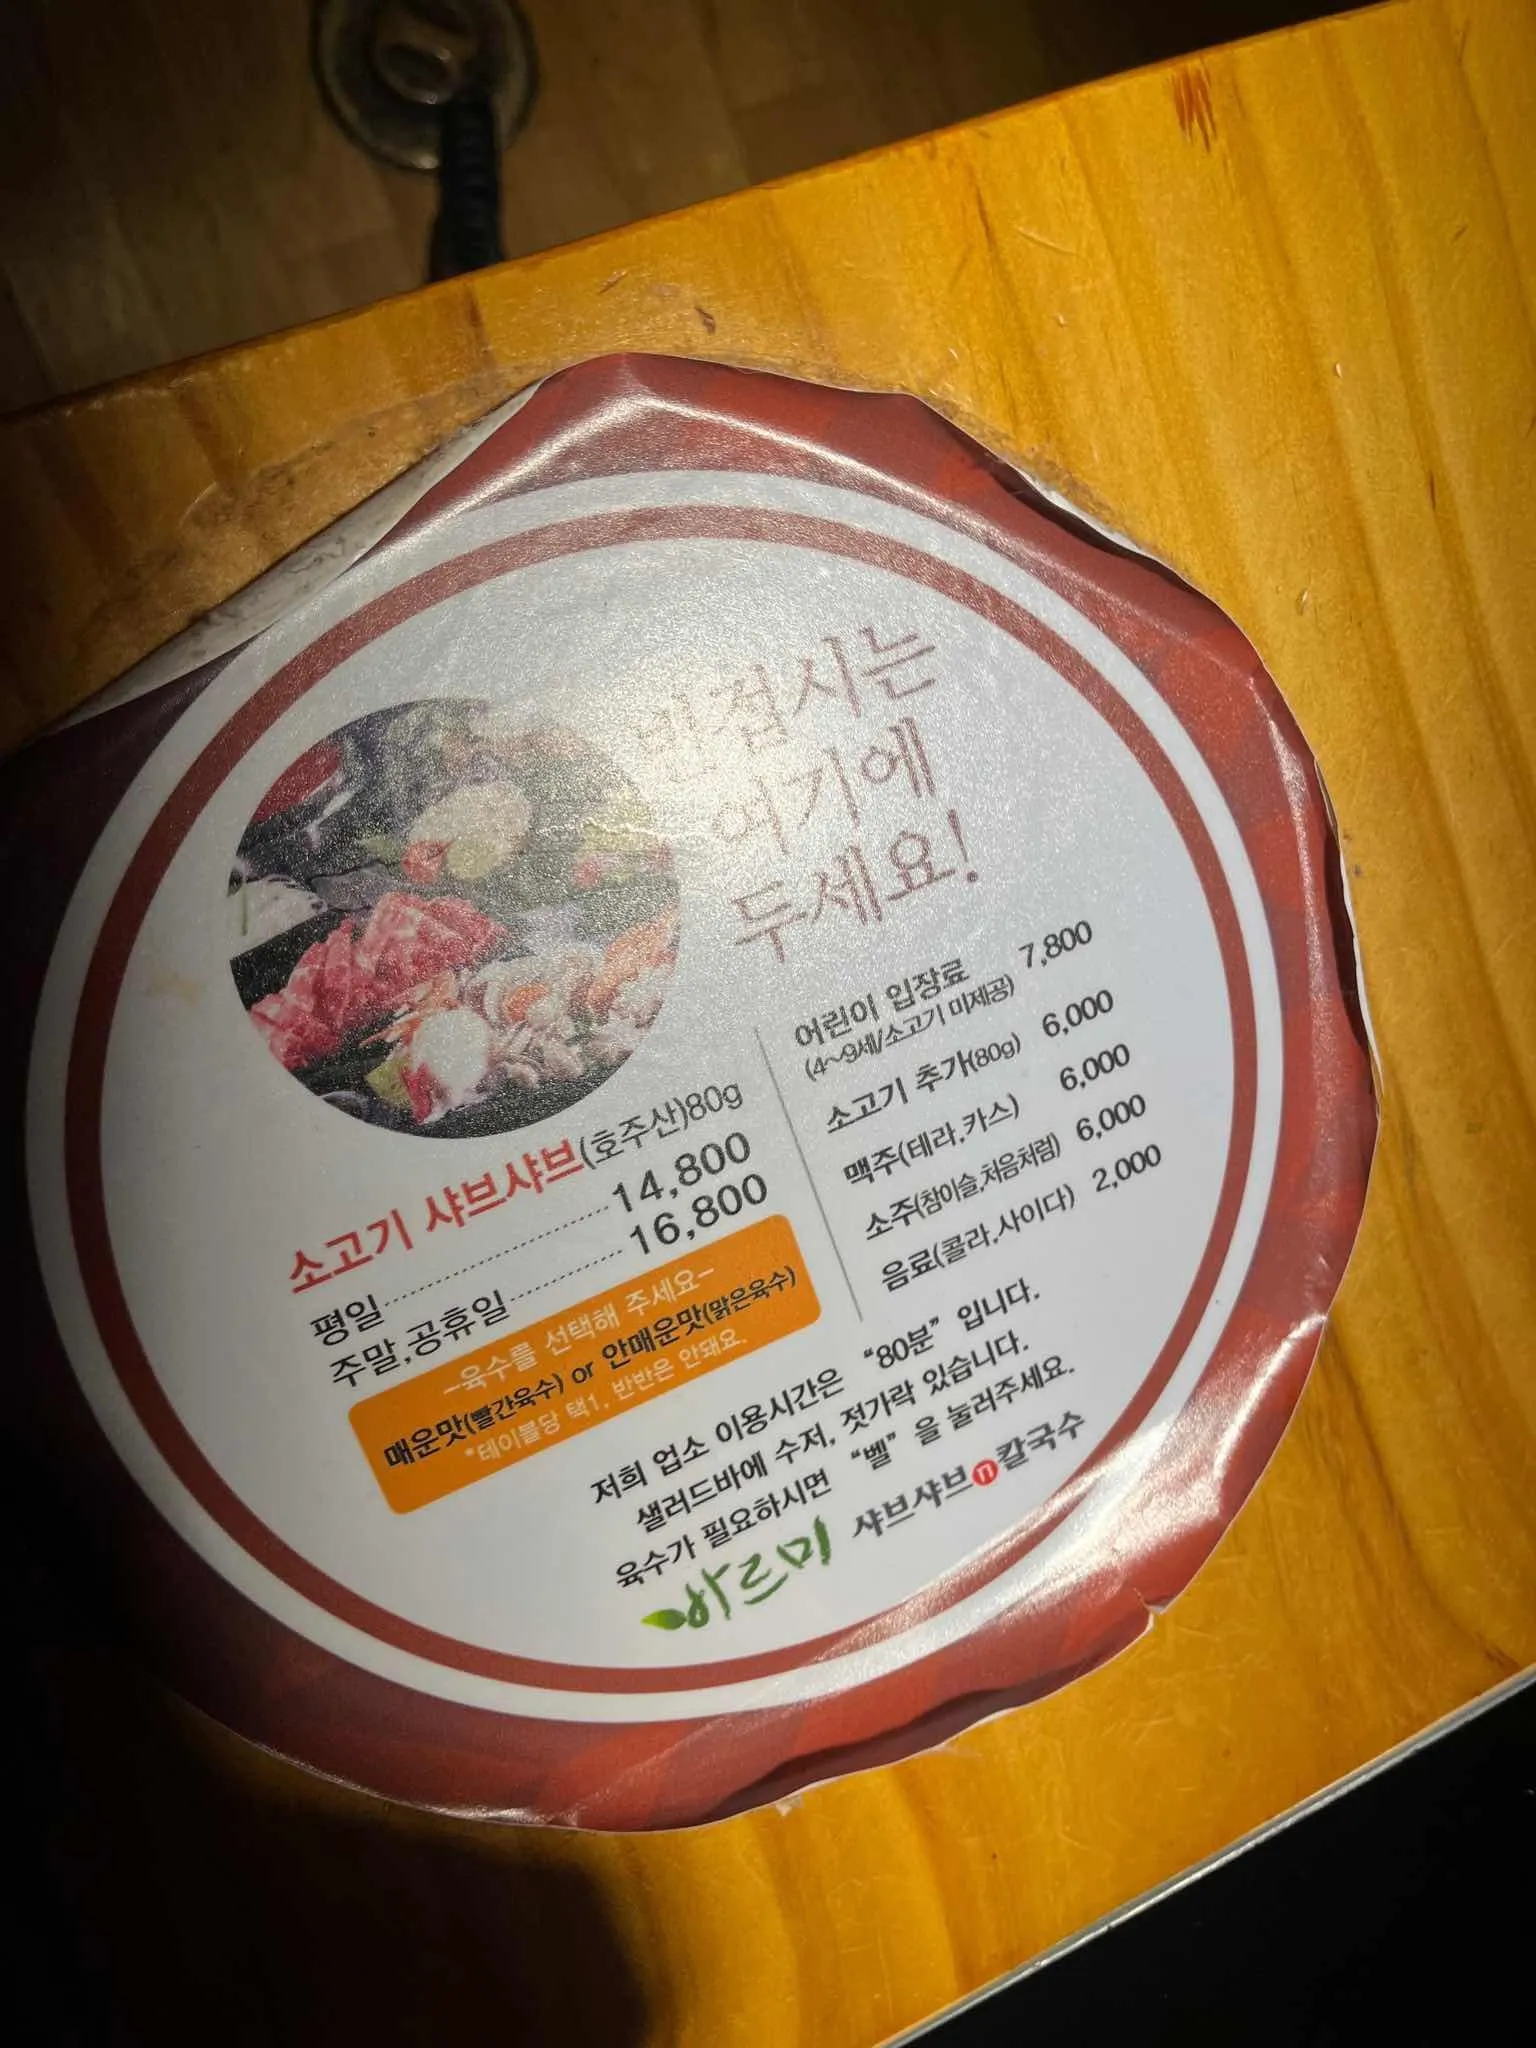 빈접시는
여기에
두세요!
소고기 샤브샤브(호주산)80g
평일 14,800
주말,공휴일 16,800
-육수를 선택해 주세요-
매운맛(빨간육수) or 안매운맛(맑은육수)
*테이블당 택1, 반반은 안돼요.
어린이 입장료 7,800
(4~9세/소고기 미제공)
소고기 추가(80g) 6,000
맥주(테라,카스) 6,000
소주(참이슬,처음처럼) 6,000
음료(콜라,사이다) 2,000
저희 업소 이용시간은 “80분” 입니다.
샐러드바에 수저, 젓가락 있습니다.
육수가 필요하시면 “벨” 을 눌러주세요.
바르미 샤브샤브n칼국수